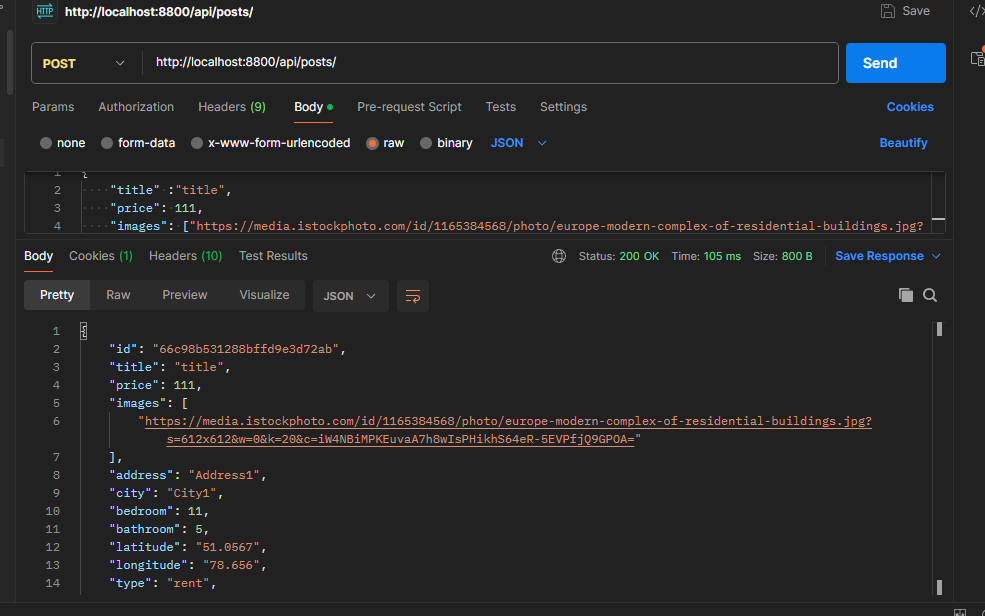 HTTP http://localhost:8800/api/posts/ Save
POST http://localhost:8800/api/posts/ Send
Params Authorization Headers (9) Body Pre-request Script Tests Settings Cookies
none form-data x-www-form-urlencoded raw binary JSON Beautify
1 {
2 "title" :"title",
3 "price": 111,
4 "images": ["https://media.istockphoto.com/id/1165384568/photo/europe-modern-complex-of-residential-buildings.jpg?
Body Cookies (1) Headers (10) Test Results Status: 200 OK Time: 105 ms Size: 800 B Save Response
Pretty Raw Preview Visualize JSON
1 {
2 "id": "66c98b531288bffd9e3d72ab",
3 "title": "title",
4 "price": 111,
5 "images": [
6 "https://media.istockphoto.com/id/1165384568/photo/europe-modern-complex-of-residential-buildings.jpg?
s=612x612&w=0&k=20&c=iW4NBiMPKEuvaA7h8wIsPHikhS64eR-5EVPfjQ9GPOA="
7 ],
8 "address": "Address1",
9 "city": "City1",
10 "bedroom": 11,
11 "bathroom": 5,
12 "latitude": "51.0567",
13 "longitude": "78.656",
14 "type": "rent",